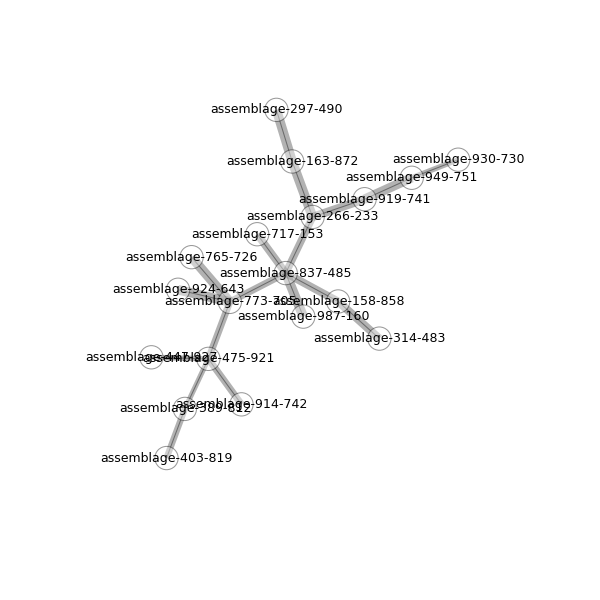 assemblage-297-490
assemblage-163-872
assemblage-930-730
assemblage-949-751
assemblage-919-741
assemblage-266-233
assemblage-717-153
assemblage-765-726
assemblage-837-485
assemblage-924-643
assemblage-773-305
assemblage-158-858
assemblage-987-160
assemblage-314-483
assemblage-447-927
assemblage-475-921
assemblage-914-742
assemblage-389-812
assemblage-403-819